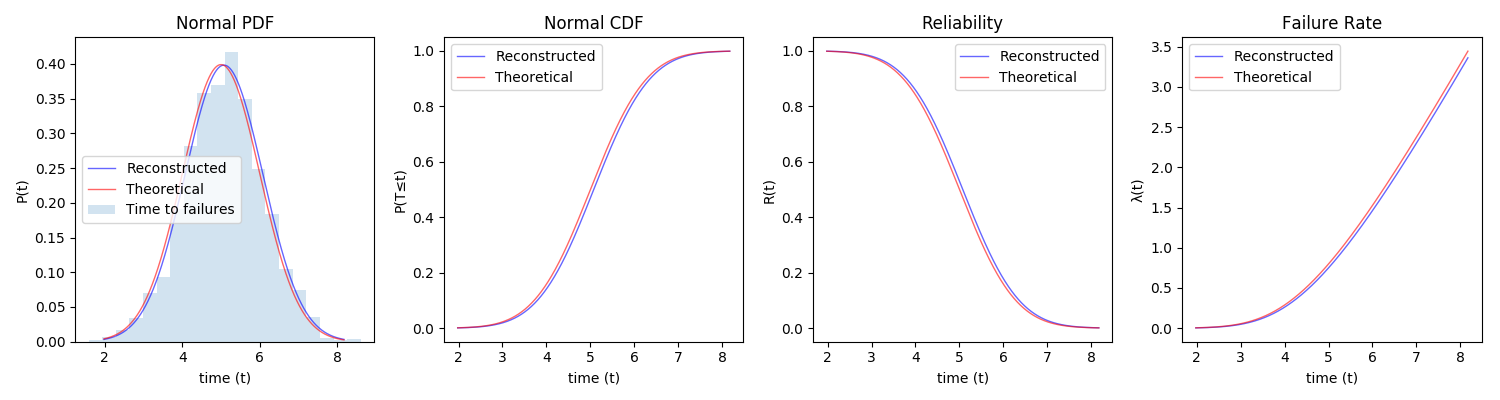 Normal PDF
P(t)
0.40
0.35
0.30
0.25
0.20
0.15
0.10
0.05
0.00
Reconstructed
Theoretical
Time to failures
2 4 6 8
time (t)
Normal CDF
P(T≤t)
1.0
0.8
0.6
0.4
0.2
0.0
Reconstructed
Theoretical
2 3 4 5 6 7 8
time (t)
Reliability
R(t)
1.0
0.8
0.6
0.4
0.2
0.0
Reconstructed
Theoretical
2 3 4 5 6 7 8
time (t)
Failure Rate
λ(t)
3.5
3.0
2.5
2.0
1.5
1.0
0.5
0.0
Reconstructed
Theoretical
2 3 4 5 6 7 8
time (t)